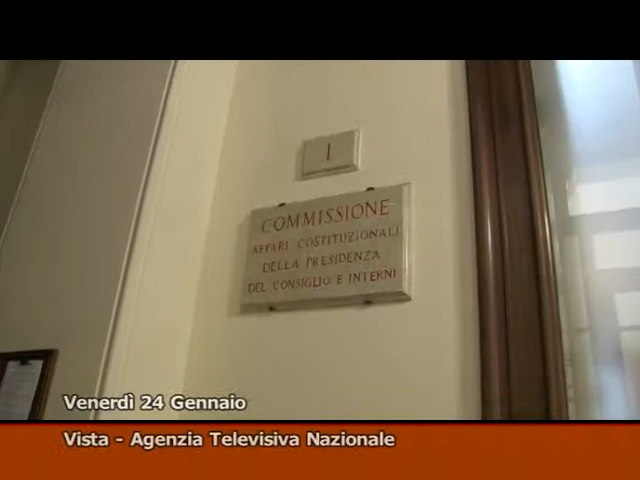 I
COMMISSIONE
AFFARI COSTITUZIONALI
DELLA PRESIDENZA
DEL CONSIGLIO E INTERNI
Venerdì 24 Gennaio
Vista - Agenzia Televisiva Nazionale